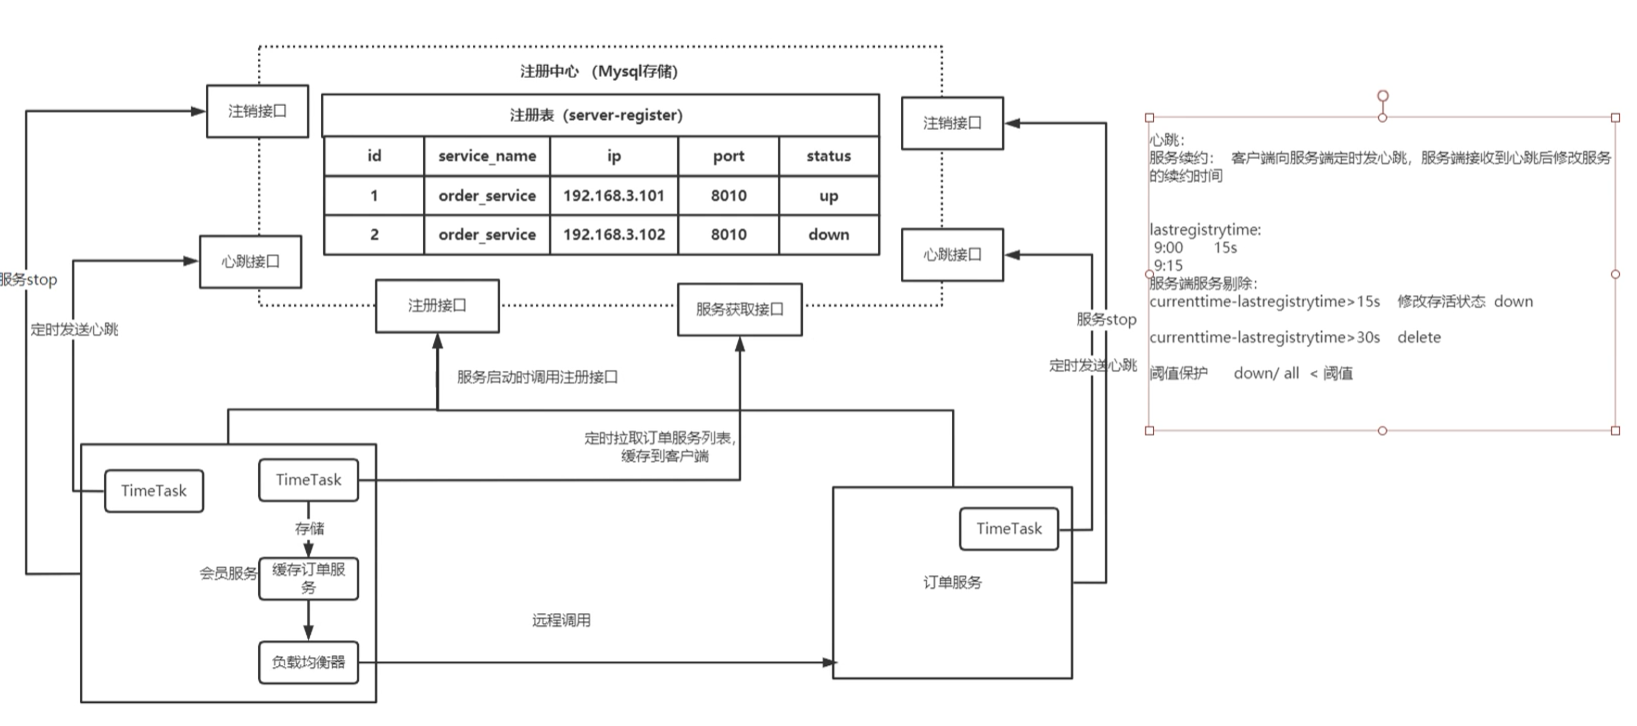 注册中心 （Mysql存储）
注销接口
注册表（server-register）
注销接口
id service_name ip port status
1 order_service 192.168.3.101 8010 up
2 order_service 192.168.3.102 8010 down
心跳接口
心跳接口
注册接口
服务获取接口
服务stop
定时发送心跳
服务stop
定时发送心跳
服务启动时调用注册接口
定时拉取订单服务列表，
缓存到客户端
TimeTask
TimeTask
存储
会员服务
缓存订单服
务
负载均衡器
远程调用
TimeTask
订单服务
心跳：
服务续约： 客户端向服务端定时发心跳，服务端接收到心跳后修改服务
的续约时间
lastregistrytime:
9:00 15s
9:15
服务端服务剔除：
currenttime-lastregistrytime>15s 修改存活状态 down
currenttime-lastregistrytime>30s delete
阈值保护 down/ all < 阈值